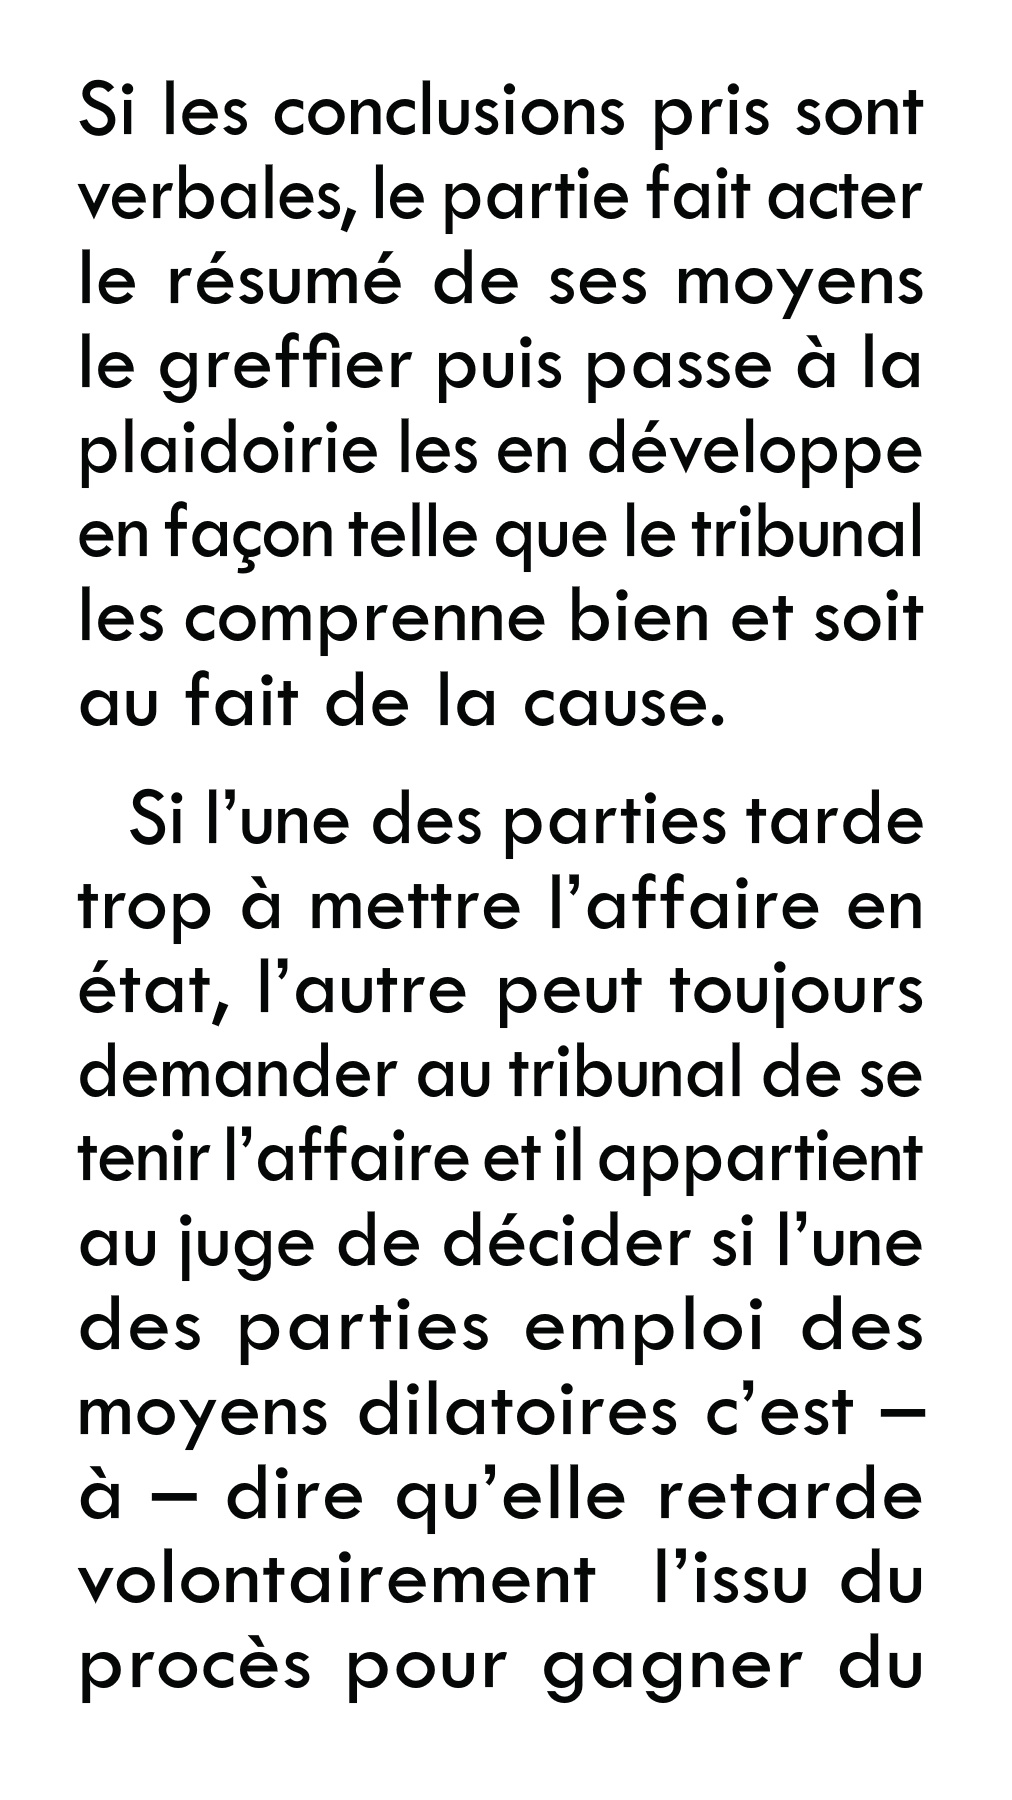 Si les conclusions pris sont
verbales, le partie fait acter
le résumé de ses moyens
le greffier puis passe à la
plaidoirie les en développe
en façon telle que le tribunal
les comprenne bien et soit
au fait de la cause.
Si l’une des parties tarde
trop à mettre l’affaire en
état, l’autre peut toujours
demander au tribunal de se
tenir l’affaire et il appartient
au juge de décider si l’une
des parties emploi des
moyens dilatoires c’est –
à – dire qu’elle retarde
volontairement l’issu du
procès pour gagner du